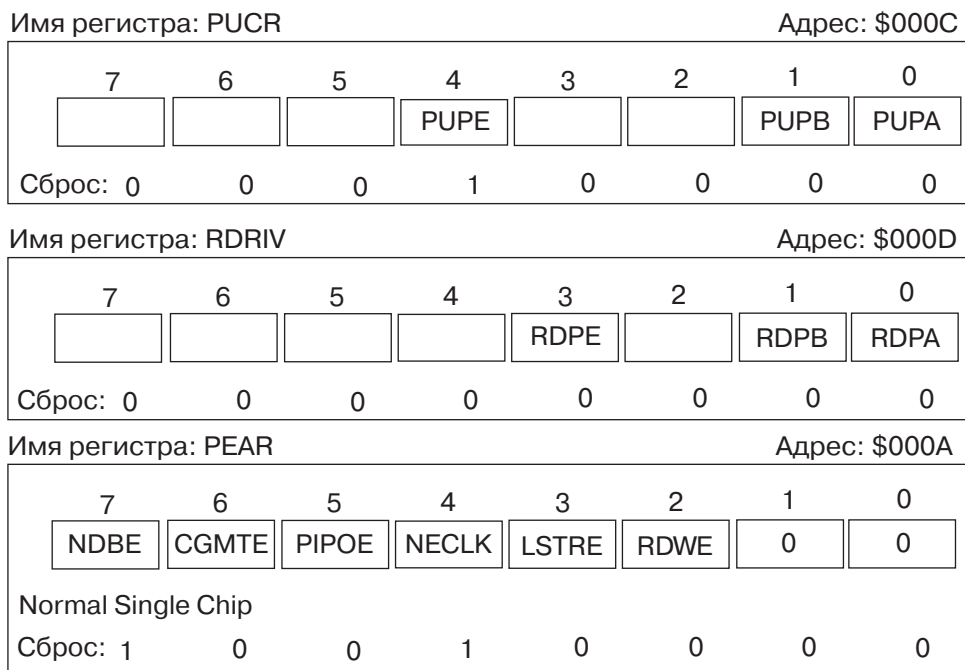 Имя регистра: PUCR Адрес: $000C
7 6 5 4 3 2 1 0
PUPE PUPB PUPA
Сброс: 0 0 0 1 0 0 0 0
Имя регистра: RDRIV Адрес: $000D
7 6 5 4 3 2 1 0
RDPE RDPB RDPA
Сброс: 0 0 0 0 0 0 0 0
Имя регистра: PEAR Адрес: $000A
7 6 5 4 3 2 1 0
NDBE CGMTE PIPOE NECLK LSTRE RDWE 0 0
Normal Single Chip
Сброс: 1 0 0 1 0 0 0 0